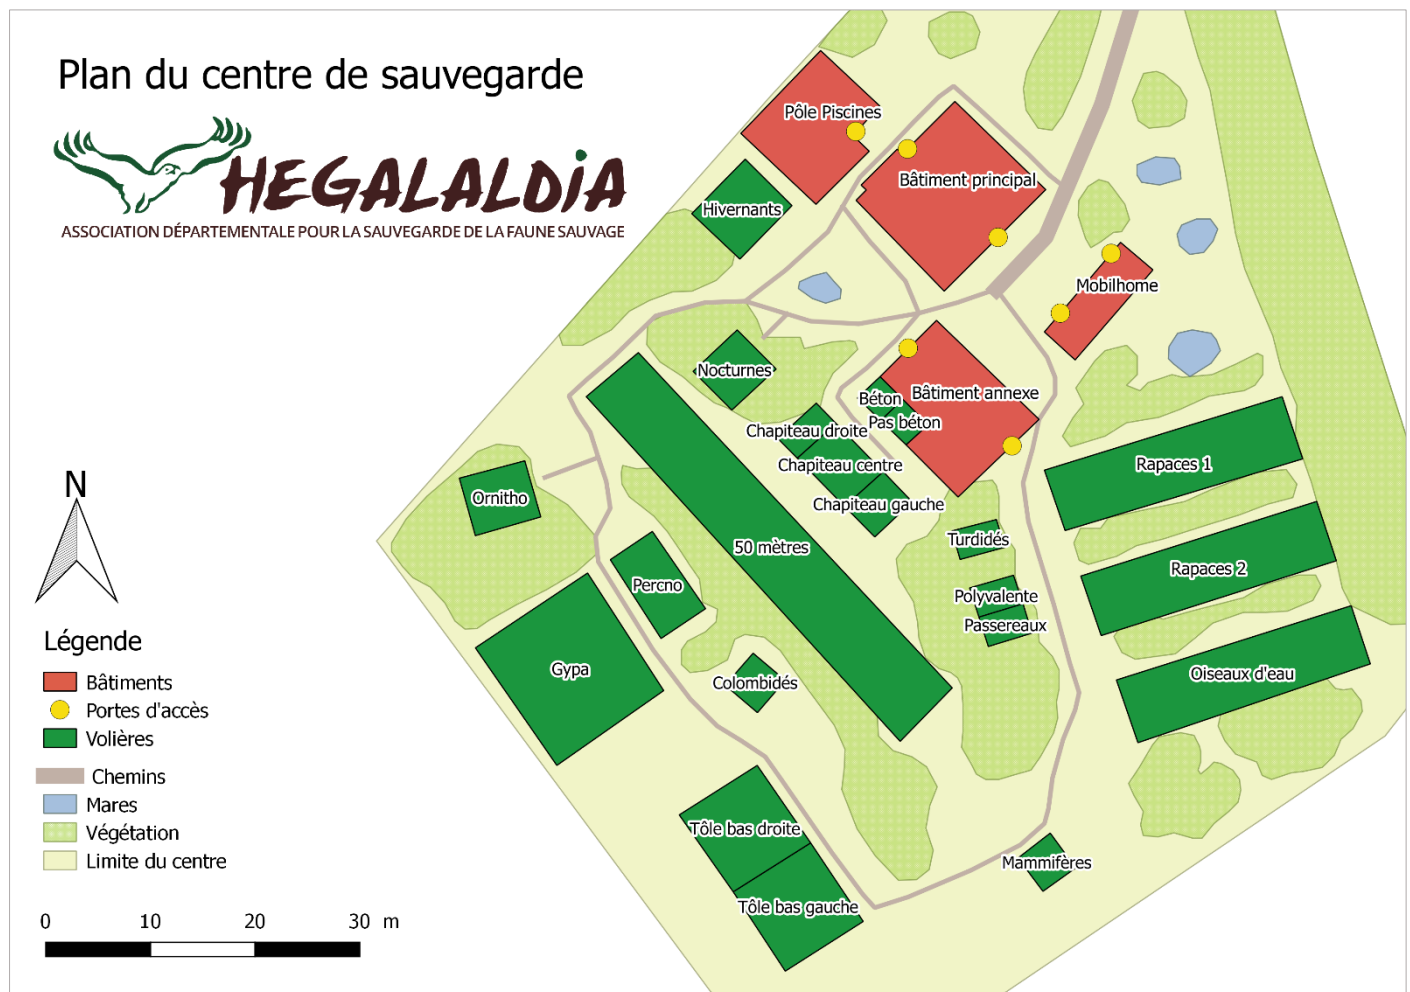 Plan du centre de sauvegarde
HEGALALDIA
ASSOCIATION DÉPARTEMENTALE POUR LA SAUVEGARDE DE LA FAUNE SAUVAGE
Pôle Piscines
Bâtiment principal
Hivernants
Mobilhome
Nocturnes
Béton
Bâtiment annexe
Pas béton
Chapiteau droite
Chapiteau centre
Chapiteau gauche
Rapaces 1
Ornitho
Turdidés
50 mètres
Rapaces 2
Percno
Polyvalente
Passereaux
Gypa
Colombidés
Oiseaux d'eau
Tôle bas droite
Mammifères
Tôle bas gauche
N
Légende
Bâtiments
Portes d'accès
Volières
Chemins
Mares
Végétation
Limite du centre
0 10 20 30 m